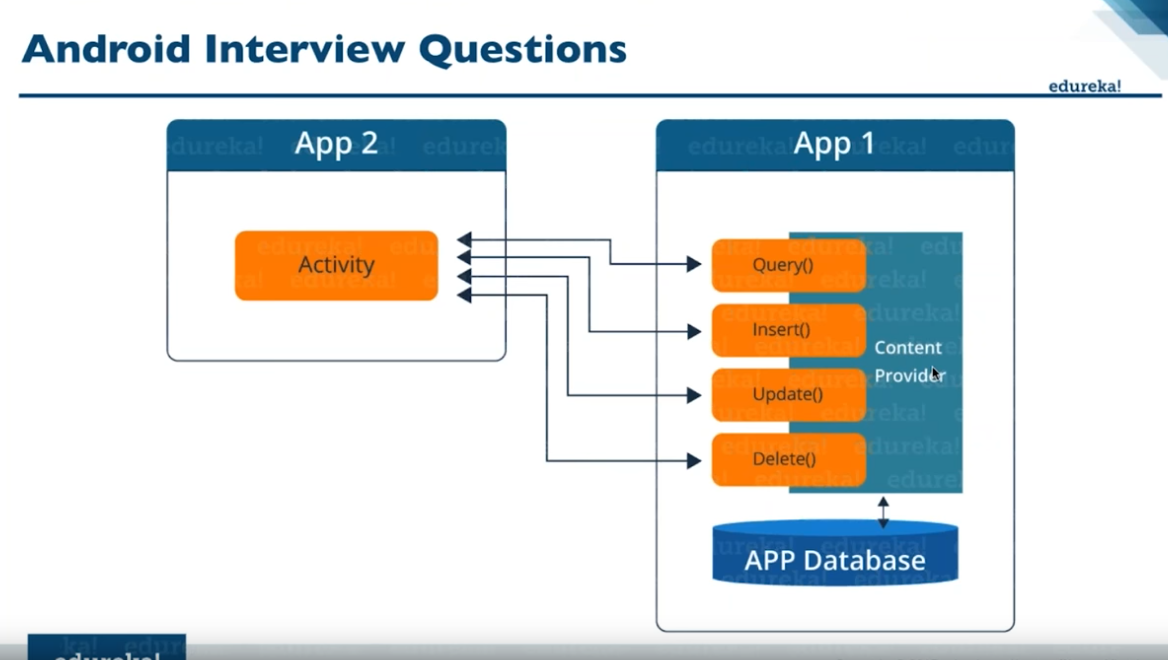 Android Interview Questions
edureka!
App 2
App 1
Activity
Query()
Insert()
Update()
Delete()
Content
Provider
APP Database
edureka!